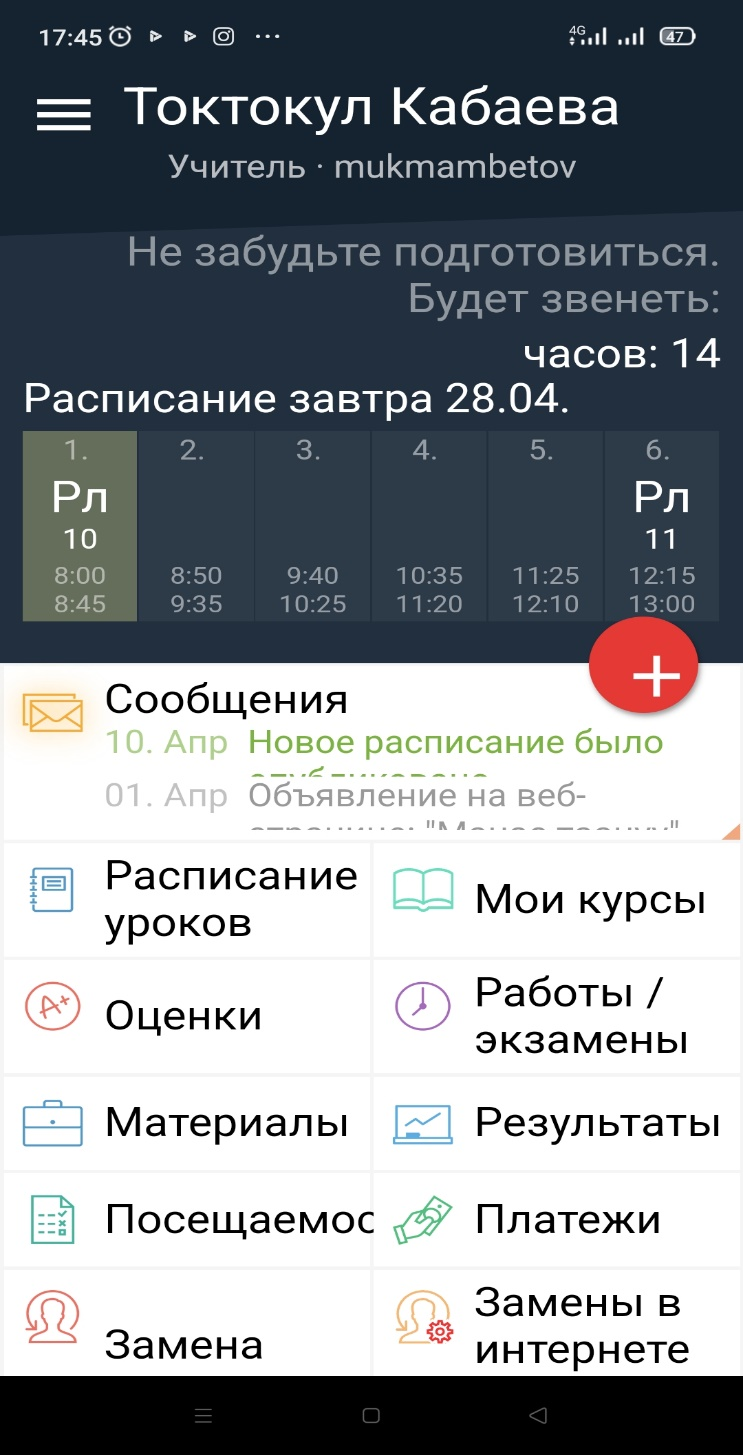 17:45 4G 47
Токтокул Кабаева
Учитель · mukmambetov
Не забудьте подготовиться.
Будет звенеть:
часов: 14
Расписание завтра 28.04.
1. 2. 3. 4. 5. 6.
Рл Рл
10 11
8:00 8:50 9:40 10:35 11:25 12:15
8:45 9:35 10:25 11:20 12:10 13:00
Сообщения
10. Апр Новое расписание было
01. Апр Объявление на веб-
Расписание
уроков
Мои курсы
Оценки
Работы /
экзамены
Материалы
Результаты
Посещаемос
Платежи
Замена
Замены в
интернете